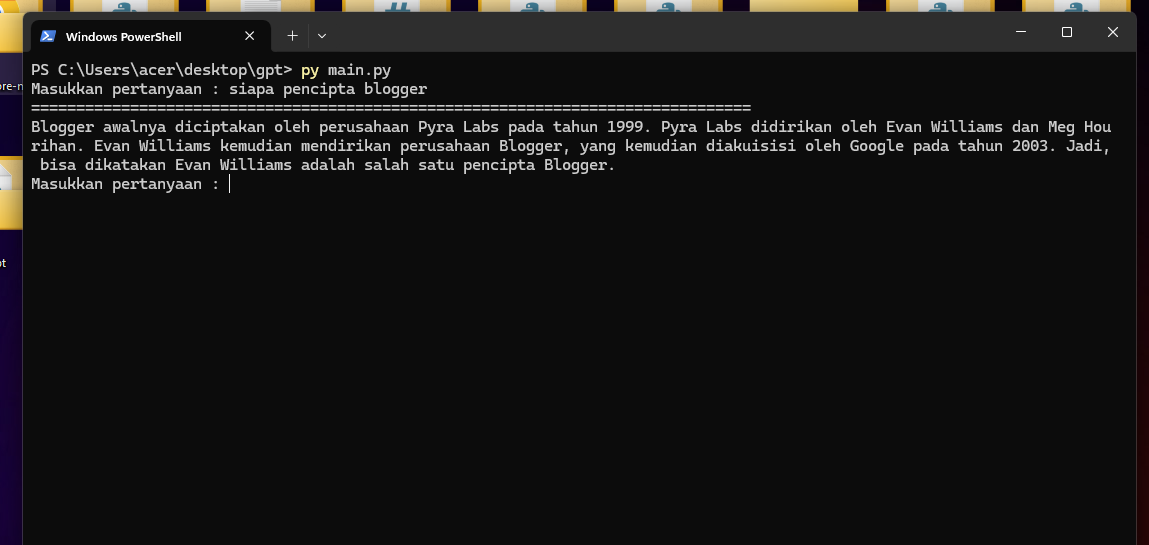 Windows PowerShell
ore-n
PS C:\Users\acer\desktop\gpt> py main.py
Masukkan pertanyaan : siapa pencipta blogger
================================================================================
Blogger awalnya diciptakan oleh perusahaan Pyra Labs pada tahun 1999. Pyra Labs didirikan oleh Evan Williams dan Meg Hou
rihan. Evan Williams kemudian mendirikan perusahaan Blogger, yang kemudian diakuisisi oleh Google pada tahun 2003. Jadi,
bisa dikatakan Evan Williams adalah salah satu pencipta Blogger.
Masukkan pertanyaan :